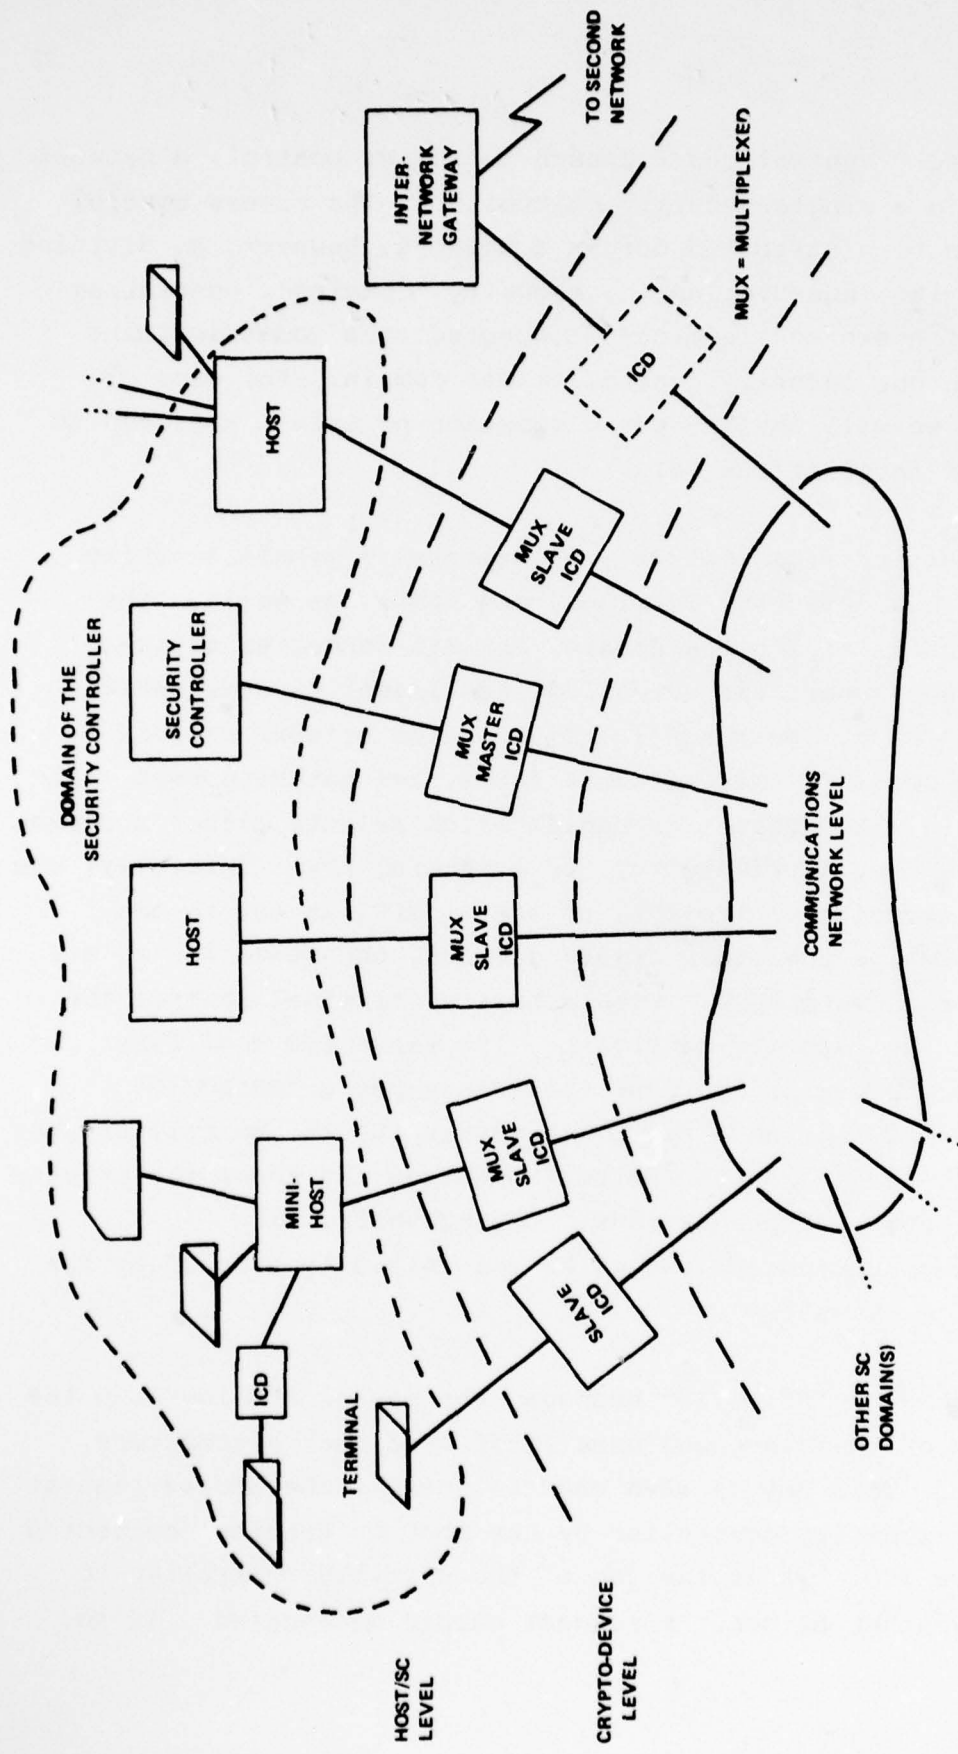 DOMAIN OF THE
SECURITY CONTROLLER
HOST
SECURITY
CONTROLLER
HOST
INTER-
NETWORK
GATEWAY
TO SECOND
NETWORK
MINI-
HOST
ICD
TERMINAL
HOST/SC
LEVEL
SLAVE
ICD
MUX
SLAVE
ICD
MUX
SLAVE
ICD
MUX
MASTER
ICD
MUX
SLAVE
ICD
ICD
MUX = MULTIPLEXED
CRYPTO-DEVICE
LEVEL
COMMUNICATIONS
NETWORK LEVEL
OTHER SC
DOMAIN(S)